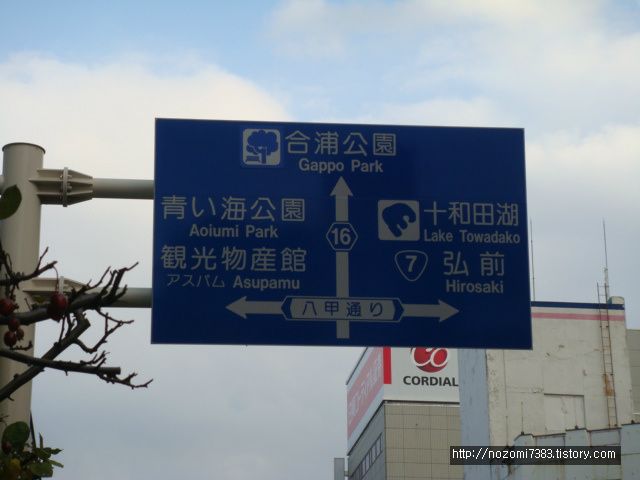 合浦公園
Gappo Park
青い海公園
Aoiumi Park
観光物産館
アスパム Asupamu
16
十和田湖
Lake Towadako
7
弘前
Hirosaki
八甲通り
CORDIAL
http://nozomi7383.tistory.com